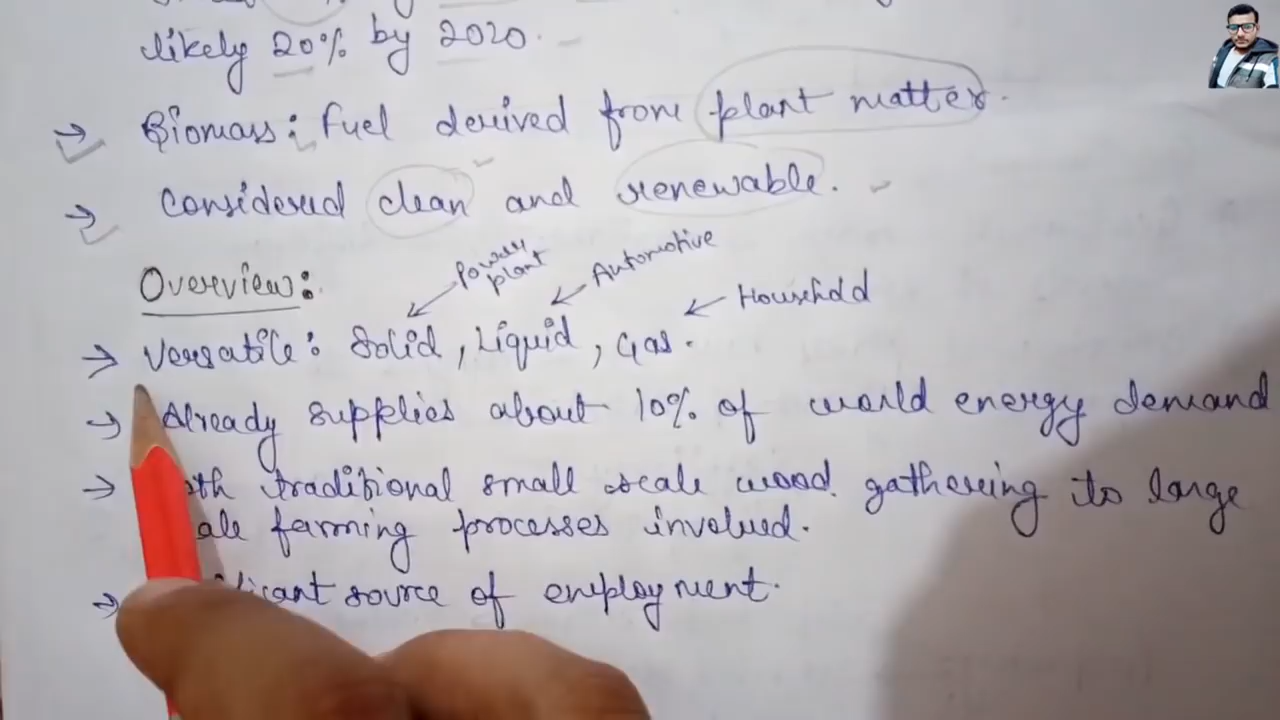 likely 20% by 2020.
→ Biomass: Fuel derived from plant matter.
→ Considered clean and renewable.
Overview:
Power plant
Automotive
Household
→ Versatile: Solid, Liquid, Gas.
→ Already supplies about 10% of world energy demand
→ traditional small scale wood gathering to large
farming processes involved.
→ source of employment.